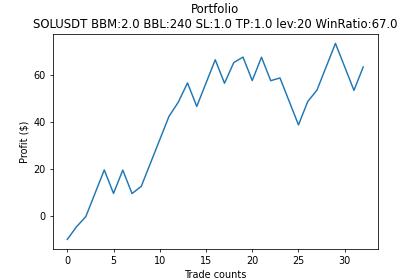 Portfolio
SOLUSDT BBM:2.0 BBL:240 SL:1.0 TP:1.0 lev:20 WinRatio:67.0
Profit ($)
60
40
20
0
0 5 10 15 20 25 30
Trade counts